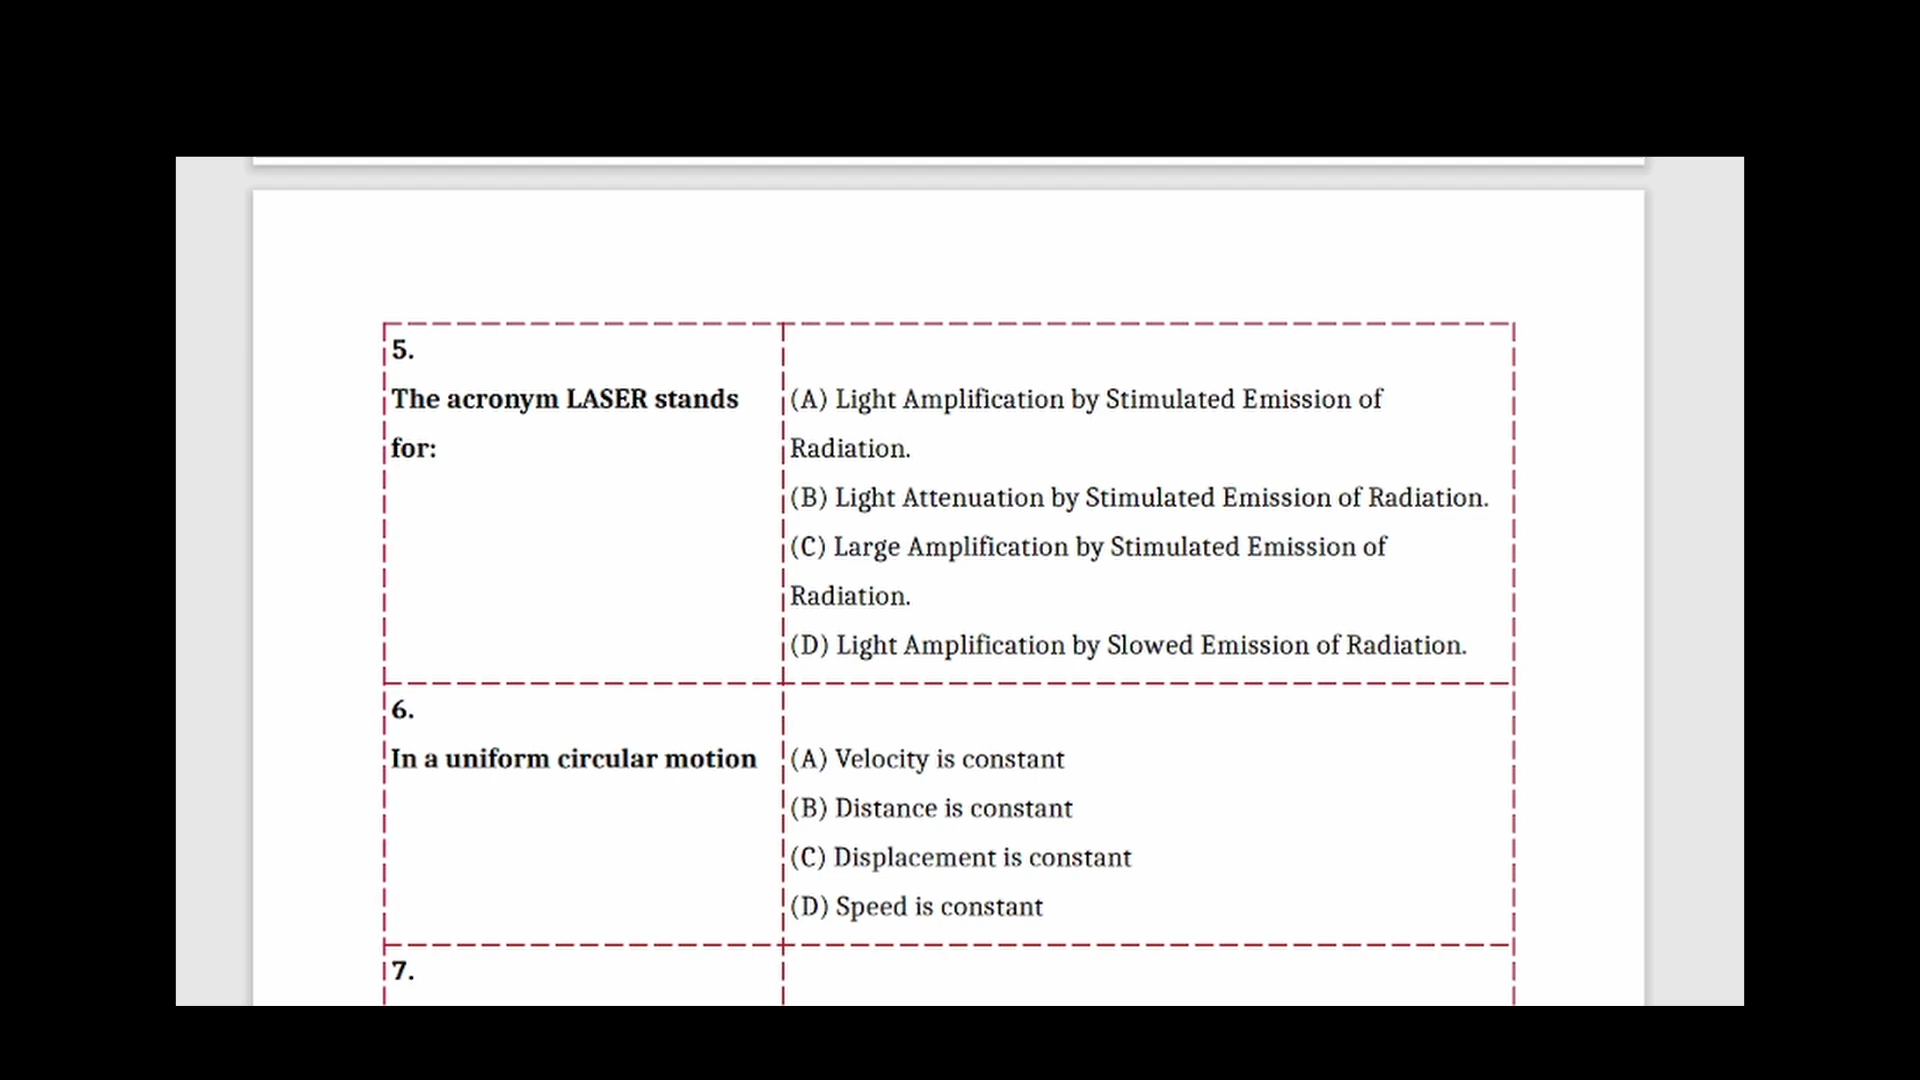 5.
The acronym LASER stands
for:
(A) Light Amplification by Stimulated Emission of
Radiation.
(B) Light Attenuation by Stimulated Emission of Radiation.
(C) Large Amplification by Stimulated Emission of
Radiation.
(D) Light Amplification by Slowed Emission of Radiation.
6.
In a uniform circular motion
(A) Velocity is constant
(B) Distance is constant
(C) Displacement is constant
(D) Speed is constant
7.